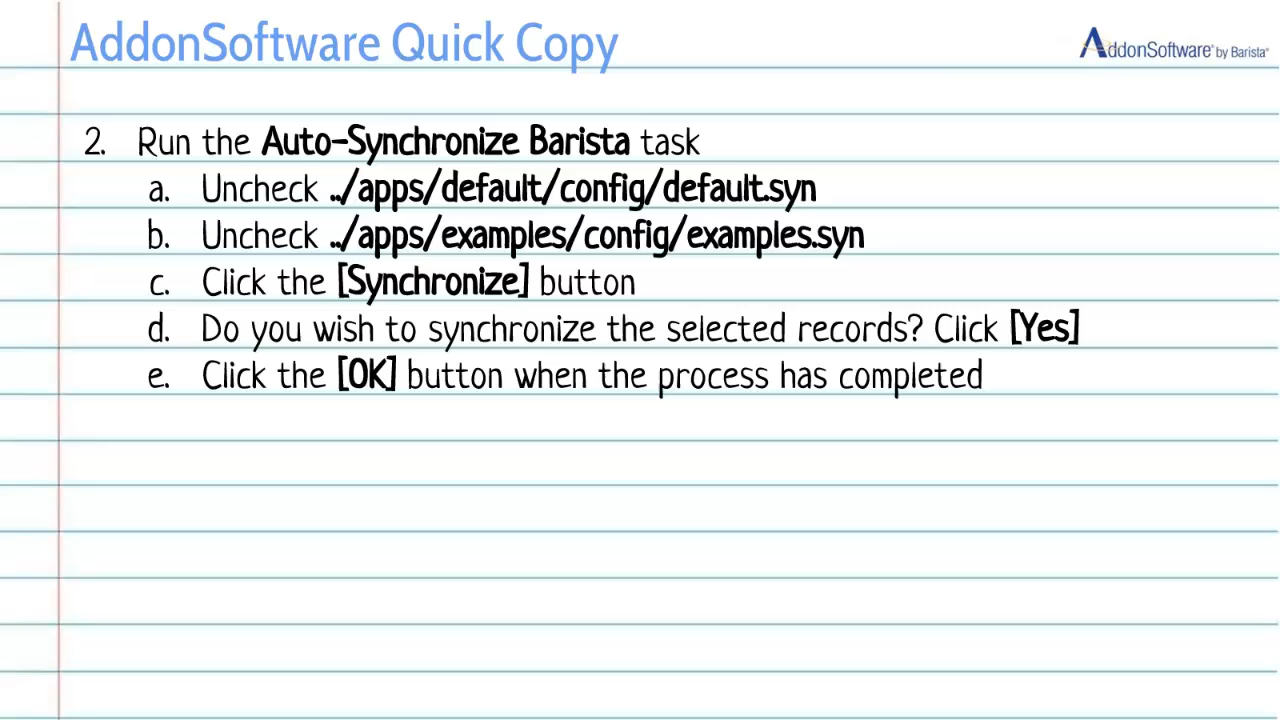 AddonSoftware Quick Copy
AddonSoftware® by Barista®
2. Run the Auto-Synchronize Barista task
a. Uncheck ../apps/default/config/default.syn
b. Uncheck ../apps/examples/config/examples.syn
c. Click the [Synchronize] button
d. Do you wish to synchronize the selected records? Click [Yes]
e. Click the [OK] button when the process has completed